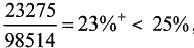 23275/98514 = 23%⁺ < 25%,